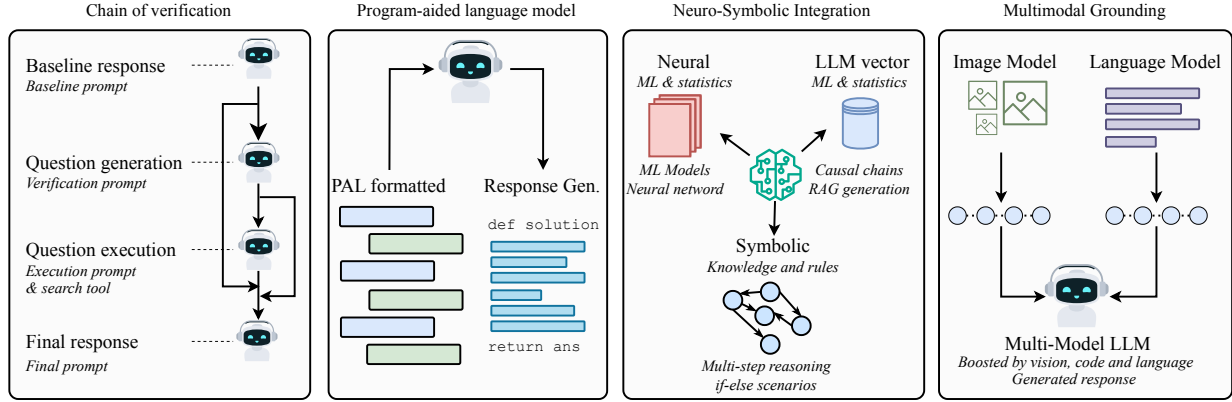 Chain of verification
Baseline response
Baseline prompt
Question generation
Verification prompt
Question execution
Execution prompt
& search tool
Final response
Final prompt
Program-aided language model
PAL formatted
Response Gen.
def solution
return ans
Neuro-Symbolic Integration
Neural
ML & statistics
ML Models
Neural network
LLM vector
ML & statistics
Causal chains
RAG generation
Symbolic
Knowledge and rules
Multi-step reasoning
if-else scenarios
Multimodal Grounding
Image Model
Language Model
Multi-Model LLM
Boosted by vision, code and language
Generated response